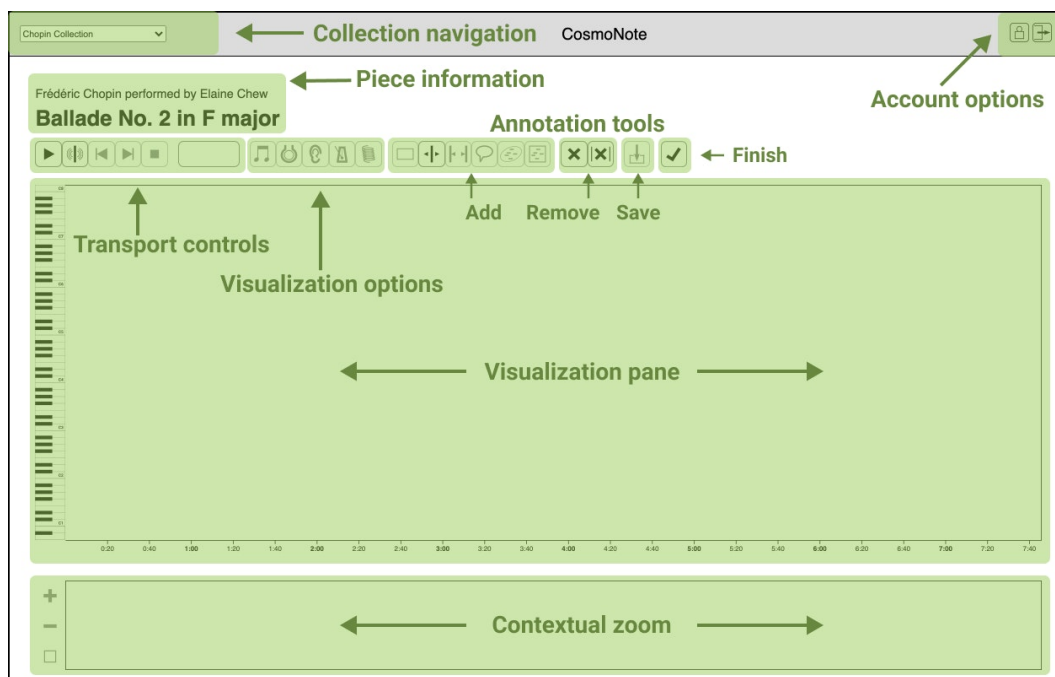 Chopin Collection
Collection navigation
CosmoNote
Account options
Piece information
Frédéric Chopin performed by Elaine Chew
Ballade No. 2 in F major
Annotation tools
Finish
Add
Remove
Save
Transport controls
Visualization options
Visualization pane
0:20 0:40 1:00 1:20 1:40 2:00 2:20 2:40 3:00 3:20 3:40 4:00 4:20 4:40 5:00 5:20 5:40 6:00 6:20 6:40 7:00 7:20 7:40
Contextual zoom